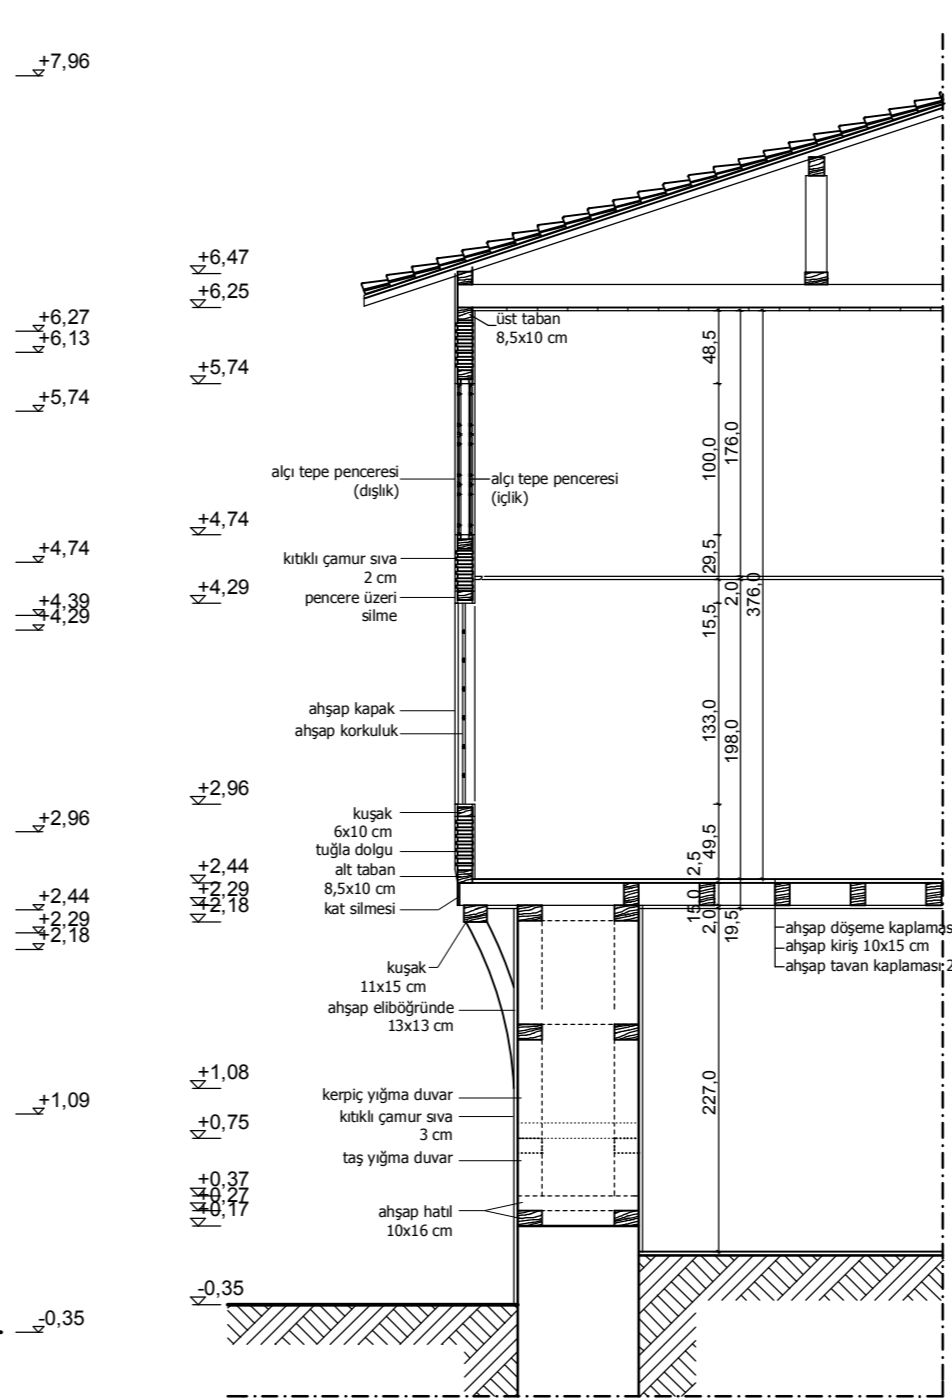 +7,96
+6,47
+6,25
+6,27
+6,13
üst taban
8,5x10 cm
48,5
+5,74
+5,74
100,0
176,0
alçı tepe penceresi
(dışlık)
alçı tepe penceresi
(içlik)
+4,74
+4,74
kıtıklı çamur sıva
2 cm
29,5
2,0
376,0
+4,29
+4,39
+4,29
pencere üzeri
silme
15,5
ahşap kapak
ahşap korkuluk
133,0
198,0
+2,96
+2,96
kuşak
6x10 cm
tuğla dolgu
alt taban
8,5x10 cm
kat silmesi
49,5
2,5
+2,44
+2,29
+2,18
+2,44
+2,29
+2,18
15,0
2,0
19,5
ahşap döşeme kaplamas
ahşap kiriş 10x15 cm
ahşap tavan kaplaması 2
kuşak
11x15 cm
ahşap eliböğründe
13x13 cm
+1,08
+1,09
kerpiç yığma duvar
kıtıklı çamur sıva
3 cm
taş yığma duvar
227,0
+0,75
+0,37
+0,27
+0,17
ahşap hatıl
10x16 cm
-0,35
-0,35